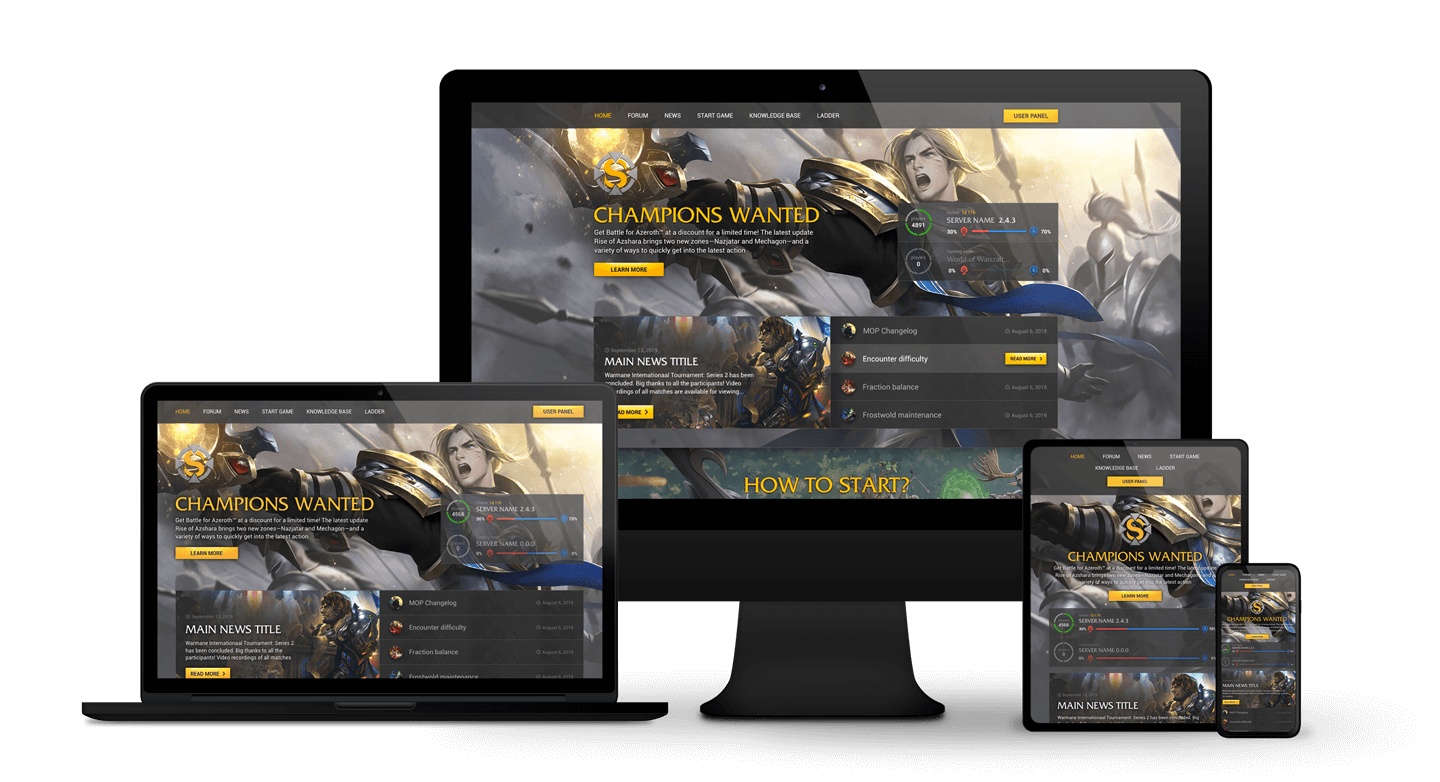 HOME FORUM NEWS START GAME KNOWLEDGE BASE LADDER USER PANEL
S
CHAMPIONS WANTED
Get Battle for Azeroth™ at a discount for a limited time! The latest update
Rise of Azshara brings two new zones—Nazjatar and Mechagon—and a
variety of ways to quickly get into the latest action
LEARN MORE
players
4891
SERVER NAME 2.4.3
30% 70%
players
0
Coming soon
World of Warcraft...
0% 0%
September 13, 2019
MAIN NEWS TITILE
Warmane Internationaal Tournament: Series 2 has been
concluded. Big thanks to all the participants! Video
recordings of all matches are available for viewing...
AD MORE
MOP Changelog August 6, 2019
Encounter difficulty READ MORE
Fraction balance August 6, 2019
Frostwold maintenance August 6, 2019
HOW TO START?
HOME FORUM NEWS START GAME KNOWLEDGE BASE LADDER USER PANEL
S
CHAMPIONS WANTED
Get Battle for Azeroth™ at a discount for a limited time! The latest update
Rise of Azshara brings two new zones—Nazjatar and Mechagon—and a
variety of ways to quickly get into the latest action
LEARN MORE
4568
SERVER NAME 2.4.3
30% 70%
0
SERVER NAME 0.0.0
0% 0%
September 13, 2019
MAIN NEWS TITLE
Warmane Internationaal Tournament: Series 2
has been concluded. Big thanks to all the
participants! Video recordings of all matches
READ MORE
MOP Changelog August 6, 2019
Encounter difficulty August 6, 2019
Fraction balance August 6, 2019
Frostwold maintenance August 6, 2019
HOME FORUM NEWS START GAME
KNOWLEDGE BASE LADDER
USER PANEL
S
CHAMPIONS WANTED
Get Battle for Azeroth™ at a discount for a limited time! The latest update
Rise of Azshara brings two new zones—Nazjatar and Mechagon—and a
variety of ways to quickly get into the latest action
LEARN MORE
4568
SERVER NAME 2.4.3
30% 70%
0
SERVER NAME 0.0.0
0% 0%
September 13, 2019
MAIN NEWS TITLE
Warmane Internationaal Tournament: Series 2 has been concluded. Big
S
CHAMPIONS WANTED
MAIN NEWS TITLE